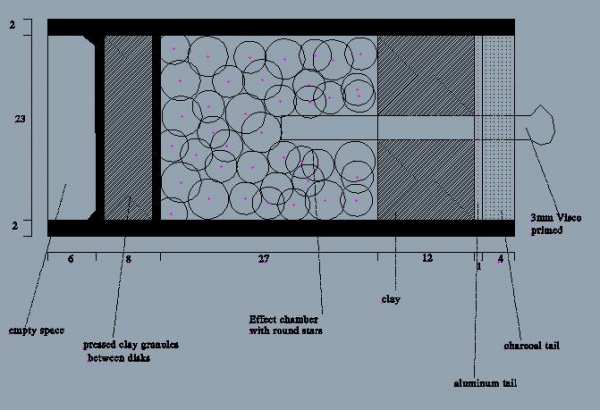 2
23
2
3mm Visco
primed
6
8
27
12
1
4
empty space
pressed clay granules
between disks
Effect chamber
with round stars
clay
charcoal tail
aluminum tail